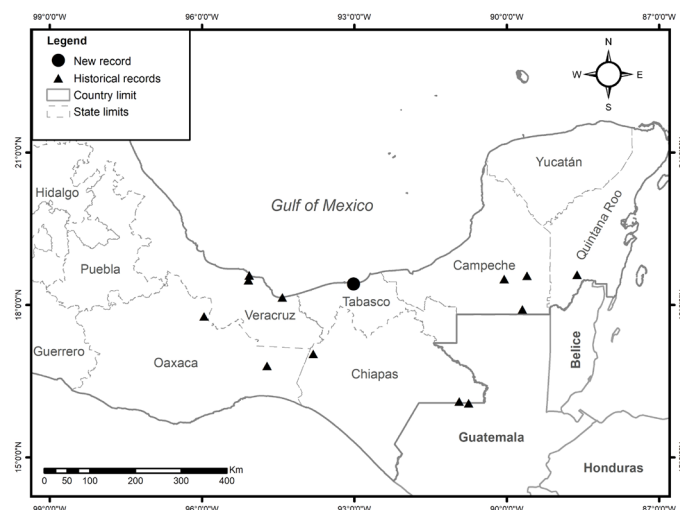 99°0'0"W 96°0'0"W 93°0'0"W 90°0'0"W 87°0'0"W
Legend
New record
Historical records
Country limit
State limits
N
W E
S
21°0'0"N
Yucatán
Hidalgo
Quintana Roo
Gulf of Mexico
Puebla
Campeche
Tabasco
18°0'0"N
Veracruz
Guerrero
Oaxaca
Belice
Chiapas
Guatemala
15°0'0"N
Honduras
Km
0 50 100 200 300 400
99°0'0"W 96°0'0"W 93°0'0"W 90°0'0"W 87°0'0"W